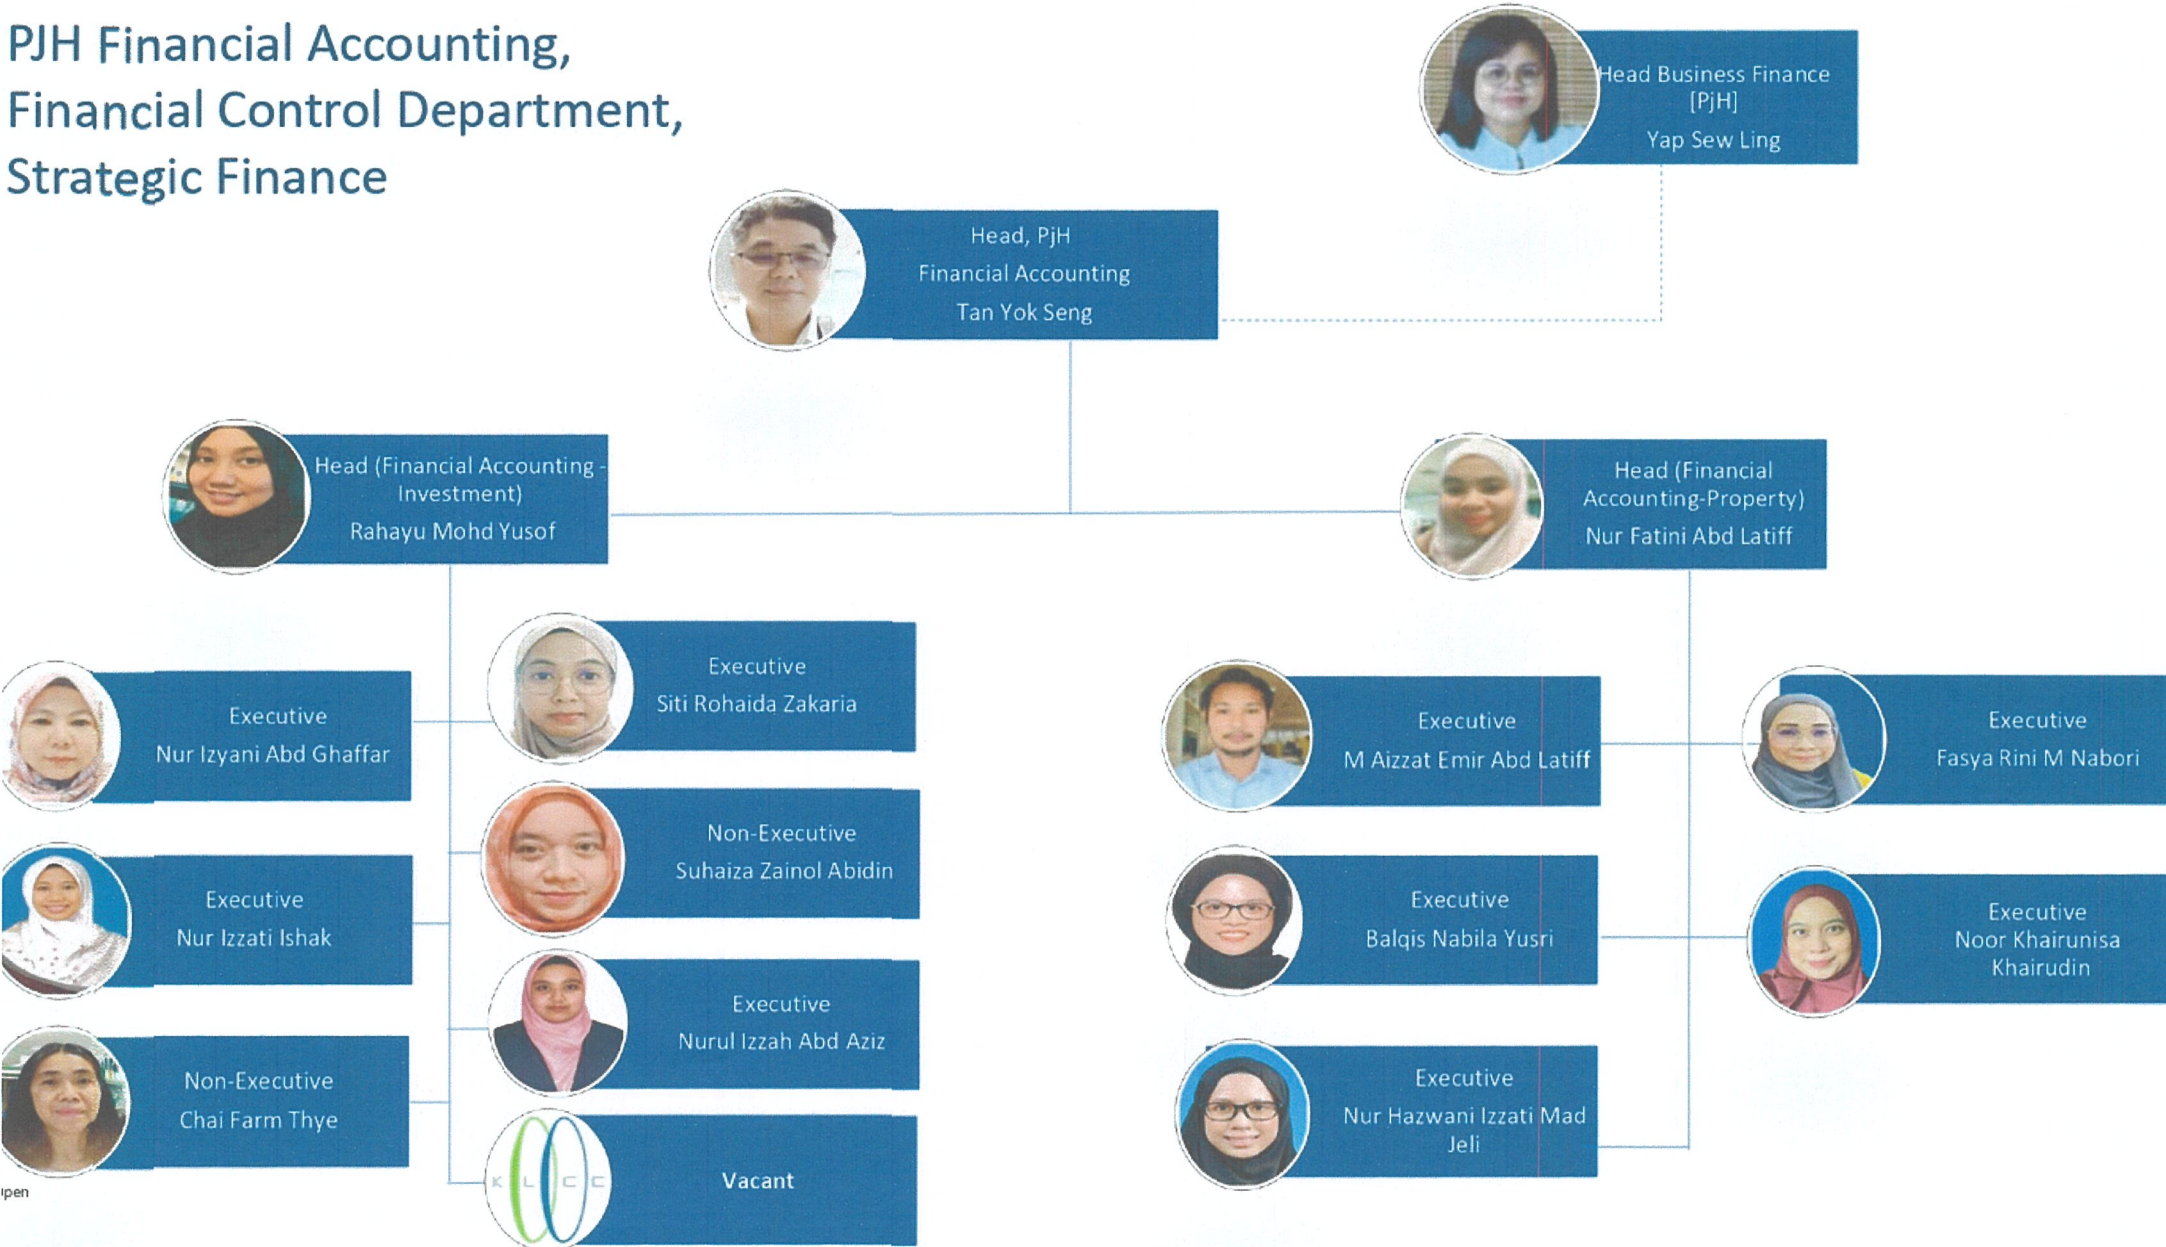 PJH Financial Accounting,
Financial Control Department,
Strategic Finance
Head Business Finance
[PjH]
Yap Sew Ling
Head, PjH
Financial Accounting
Tan Yok Seng
Head (Financial Accounting -
Investment)
Rahayu Mohd Yusof
Head (Financial
Accounting-Property)
Nur Fatini Abd Latiff
Executive
Nur Izyani Abd Ghaffar
Executive
Siti Rohaida Zakaria
Executive
Nur Izzati Ishak
Non-Executive
Suhaiza Zainol Abidin
Non-Executive
Chai Farm Thye
Executive
Nurul Izzah Abd Aziz
KLCC
Vacant
Executive
M Aizzat Emir Abd Latiff
Executive
Fasya Rini M Nabori
Executive
Balqis Nabila Yusri
Executive
Noor Khairunisa
Khairudin
Executive
Nur Hazwani Izzati Mad
Jeli